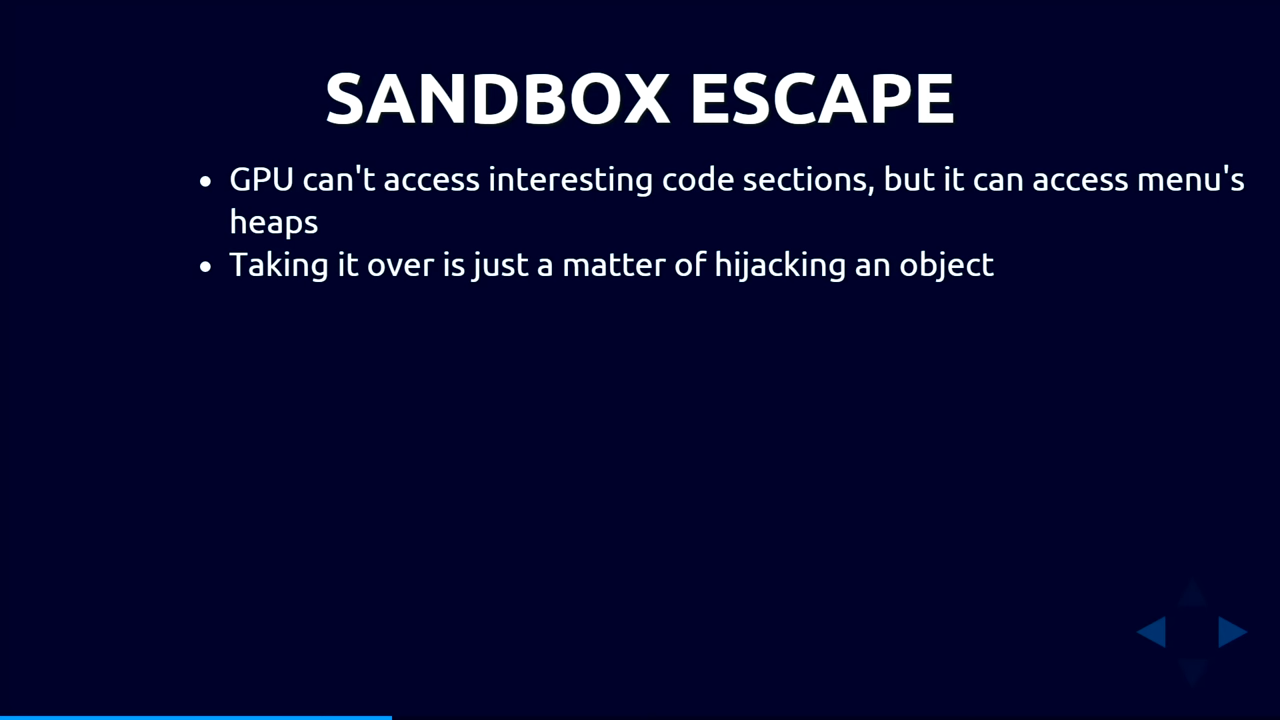 SANDBOX ESCAPE
• GPU can't access interesting code sections, but it can access menu's
heaps
• Taking it over is just a matter of hijacking an object